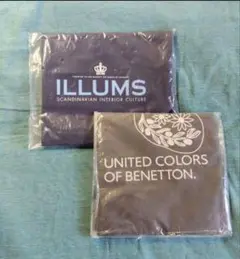 ILLUMS
SCANDINAVIAN INTERIOR CULTURE
UNITED COLORS
OF BENETTON.